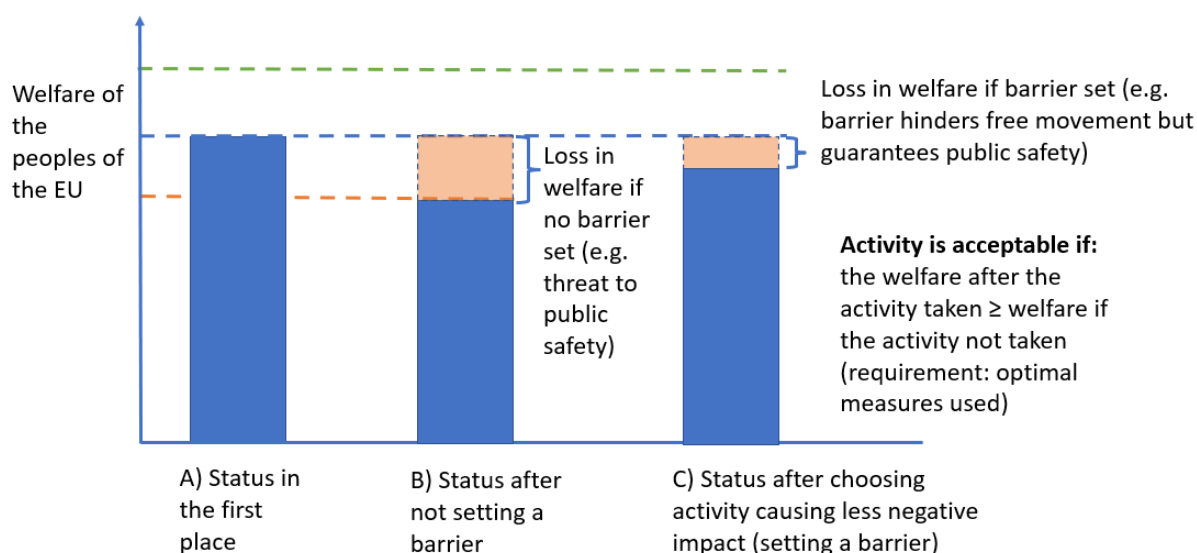 Welfare of
the
peoples of
the EU
Loss in
welfare if
no barrier
set (e.g.
threat to
public
safety)
Loss in welfare if barrier set (e.g.
barrier hinders free movement but
guarantees public safety)
Activity is acceptable if:
the welfare after the
activity taken ≥ welfare if
the activity not taken
(requirement: optimal
measures used)
A) Status in
the first
place
B) Status after
not setting a
barrier
C) Status after choosing
activity causing less negative
impact (setting a barrier)